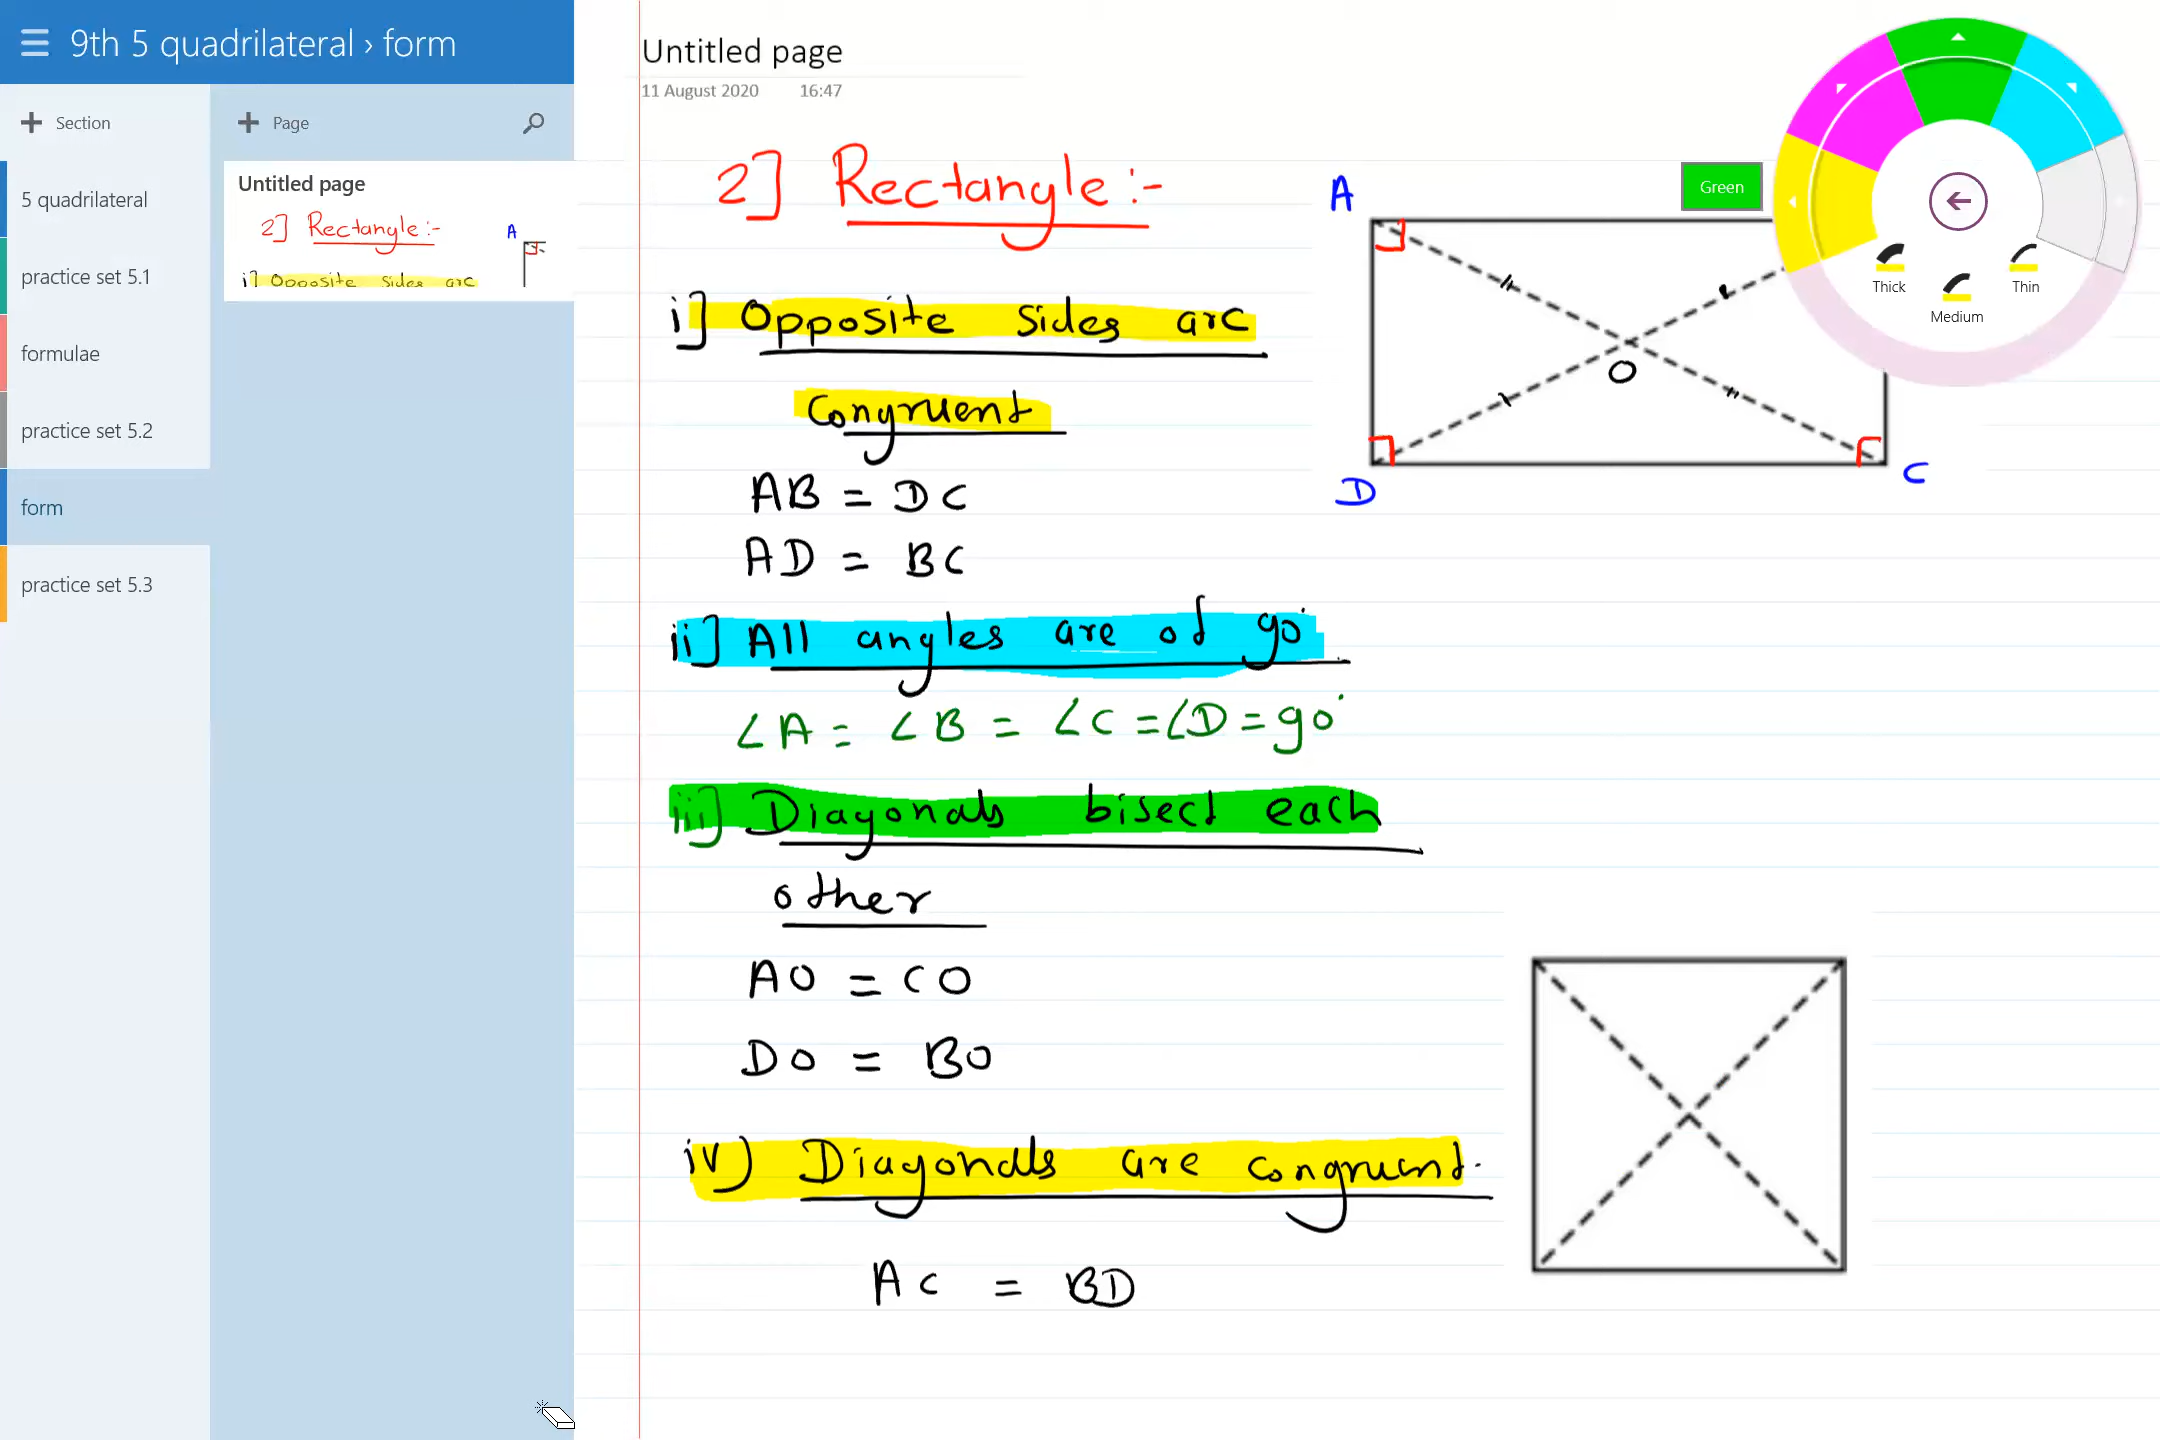 9th 5 quadrilateral › form
Section
5 quadrilateral
practice set 5.1
formulae
practice set 5.2
form
practice set 5.3
Page
Untitled page
2] Rectangle:-
A
i] Opposite sides are
Untitled page
11 August 2020 16:47
2] Rectangle:-
i] Opposite sides are
congruent
AB = DC
AD = BC
ii] All angles are of 90°
∠A = ∠B = ∠C = ∠D = 90°
iii] Diagonals bisect each
other
AO = CO
DO = BO
iv) Diagonals are congruent.
AC = BD
A
O
D
C
Green
Thick
Medium
Thin